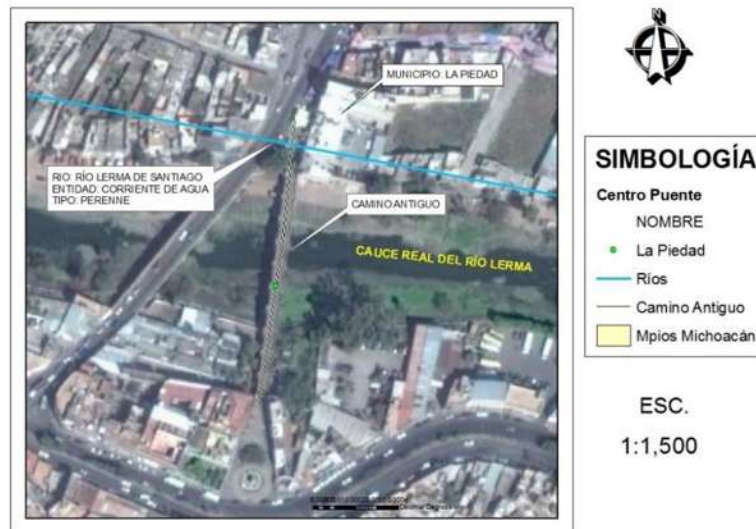 N
MUNICIPIO: LA PIEDAD
RIO: RÍO LERMA DE SANTIAGO
ENTIDAD: CORRIENTE DE AGUA
TIPO: PERENNE
CAMINO ANTIGUO
CAUCE REAL DEL RÍO LERMA
SIMBOLOGÍA
Centro Puente
NOMBRE
La Piedad
Ríos
Camino Antiguo
Mpios Michoacán
ESC.
1:1,500